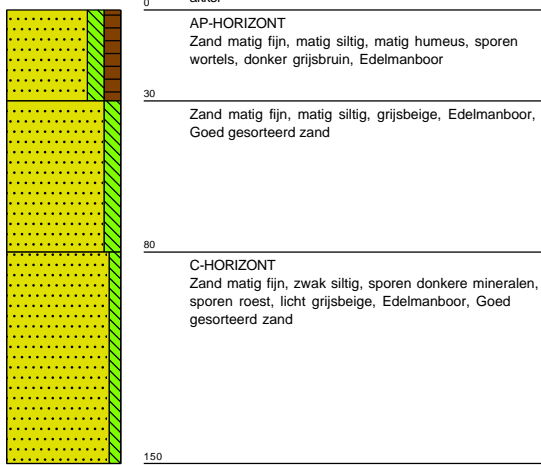 0
AP-HORIZONT
Zand matig fijn, matig siltig, matig humeus, sporen
wortels, donker grijsbruin, Edelmanboor
30
Zand matig fijn, matig siltig, grijsbeige, Edelmanboor,
Goed gesorteerd zand
80
C-HORIZONT
Zand matig fijn, zwak siltig, sporen donkere mineralen,
sporen roest, licht grijsbeige, Edelmanboor, Goed
gesorteerd zand
150